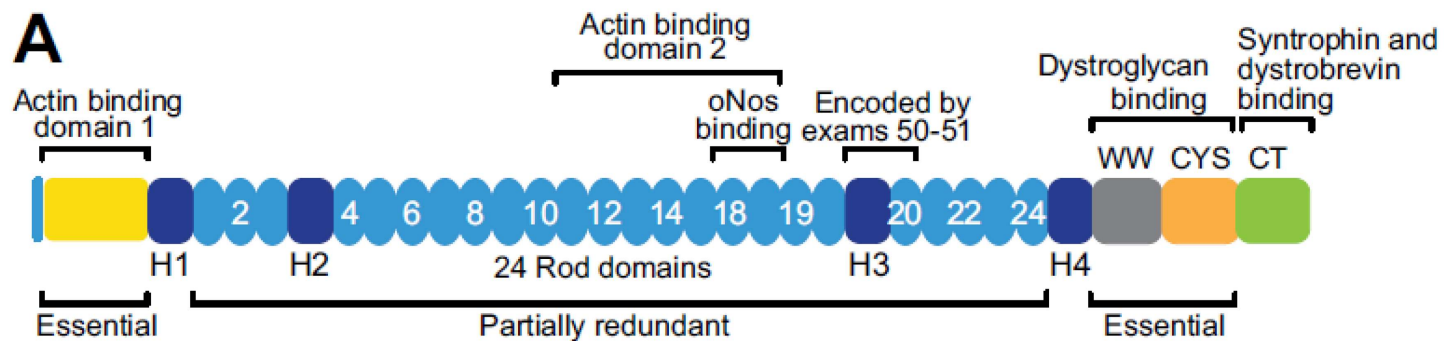 A
Actin binding
domain 1
Actin binding
domain 2
oNos
binding
Encoded by
exams 50-51
Dystroglycan
binding
Syntrophin and
dystrobrevin
binding
WW CYS CT
2 4 6 8 10 12 14 18 19 20 22 24
H1 H2 24 Rod domains H3 H4
Essential Partially redundant Essential